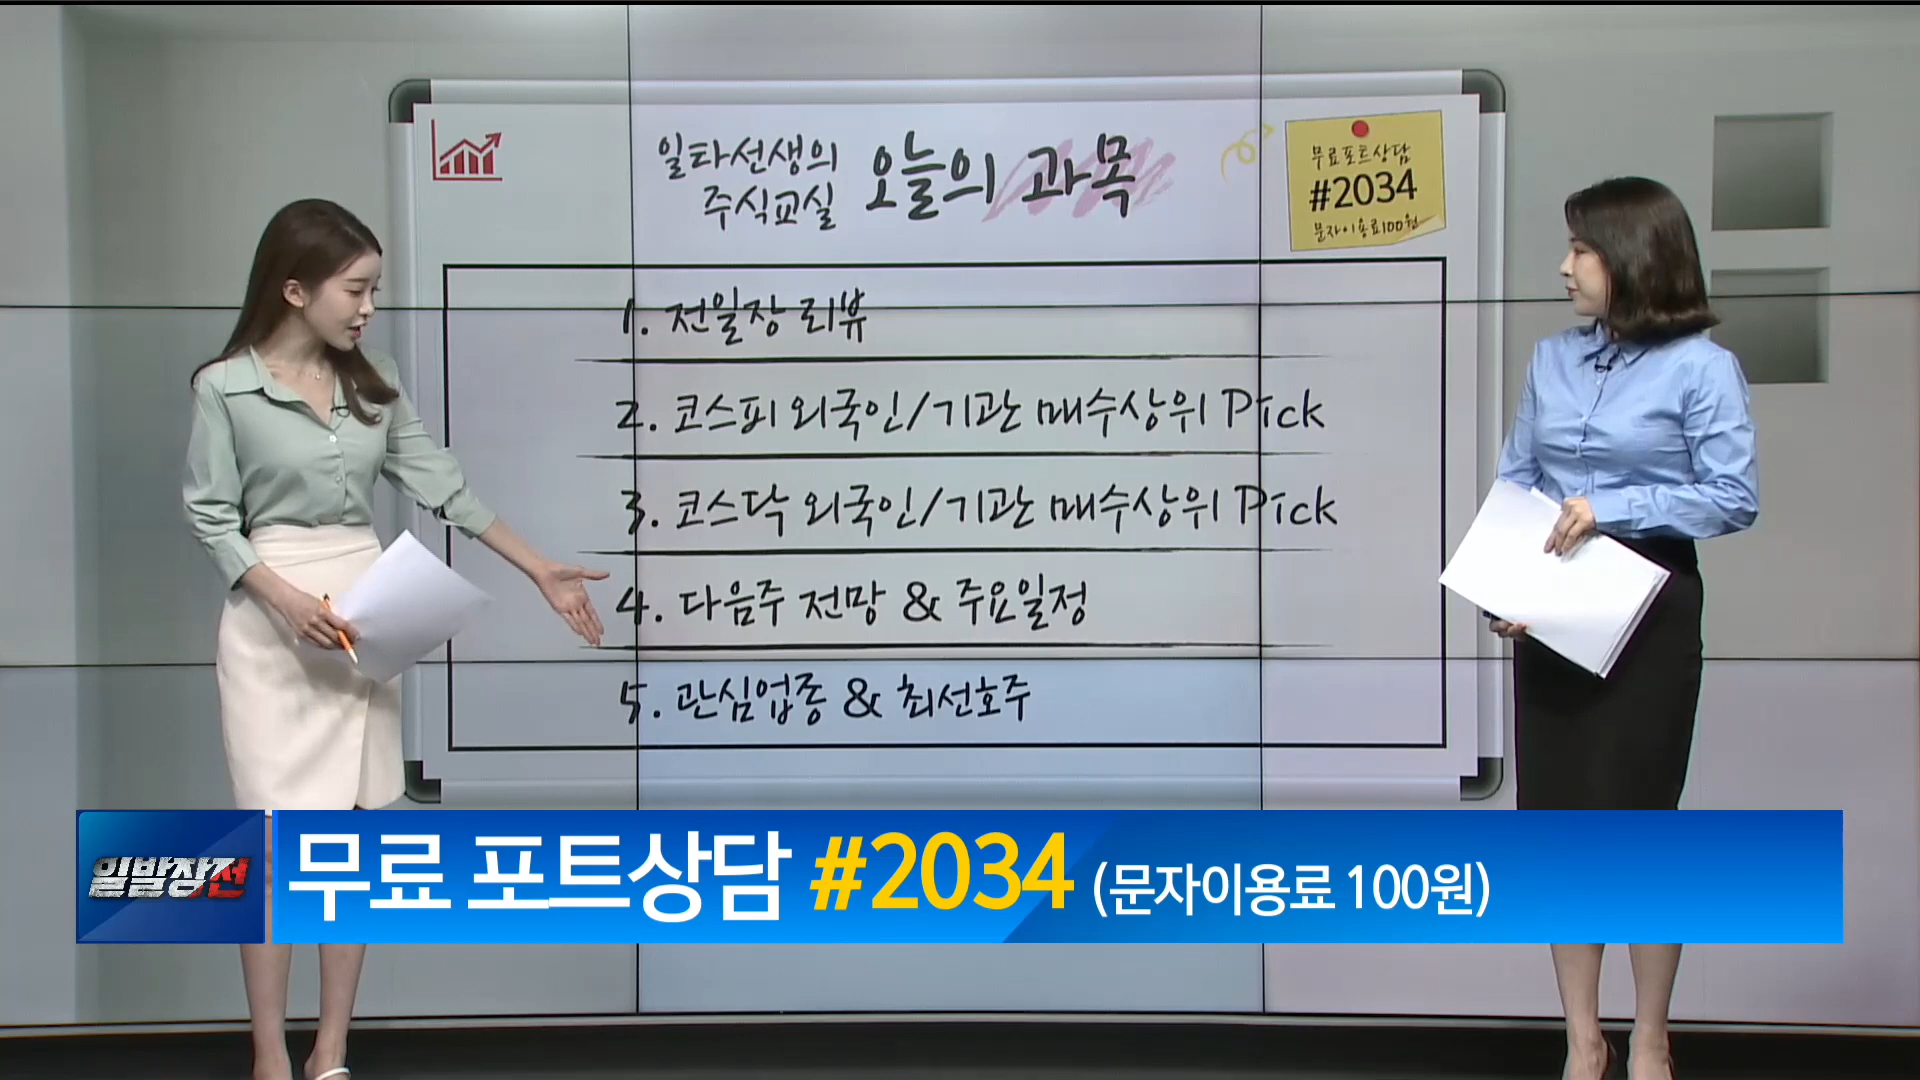 일타선생의
주식교실
오늘의 과목
무료포트상담
#2034
문자이용료100원
1. 전일장 리뷰
2. 코스피 외국인/기관 매수상위 Pick
3. 코스닥 외국인/기관 매수상위 Pick
4. 다음주 전망 & 주요일정
5. 관심업종 & 최선호주
일발장전
무료 포트상담 #2034 (문자이용료 100원)